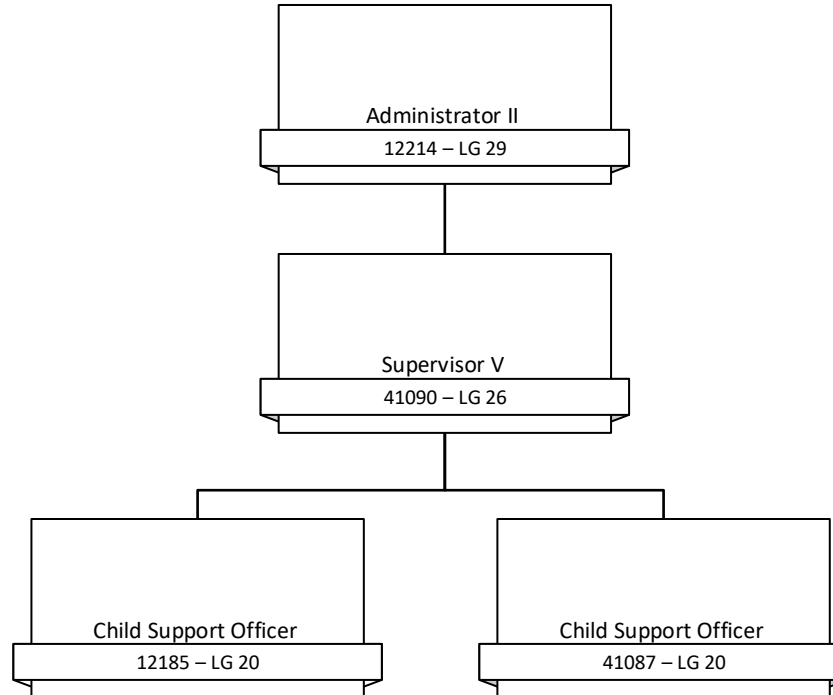 Administrator II
12214 – LG 29
Supervisor V
41090 – LG 26
Child Support Officer
12185 – LG 20
Child Support Officer
41087 – LG 20